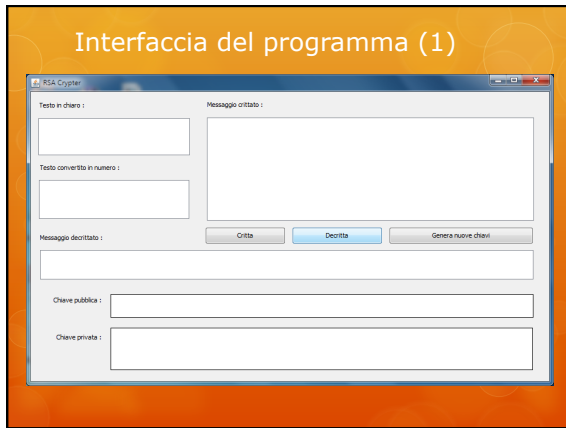 Interfaccia del programma (1)
RSA Crypter
Testo in chiaro :
Messaggio crittato :
Testo convertito in numero :
Critta
Decritta
Genera nuove chiavi
Messaggio decrittato :
Chiave pubblica :
Chiave privata :